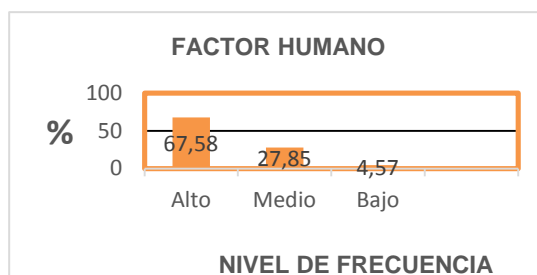 FACTOR HUMANO
%
100
50
0
67,58
27,85
4,57
Alto
Medio
Bajo
NIVEL DE FRECUENCIA